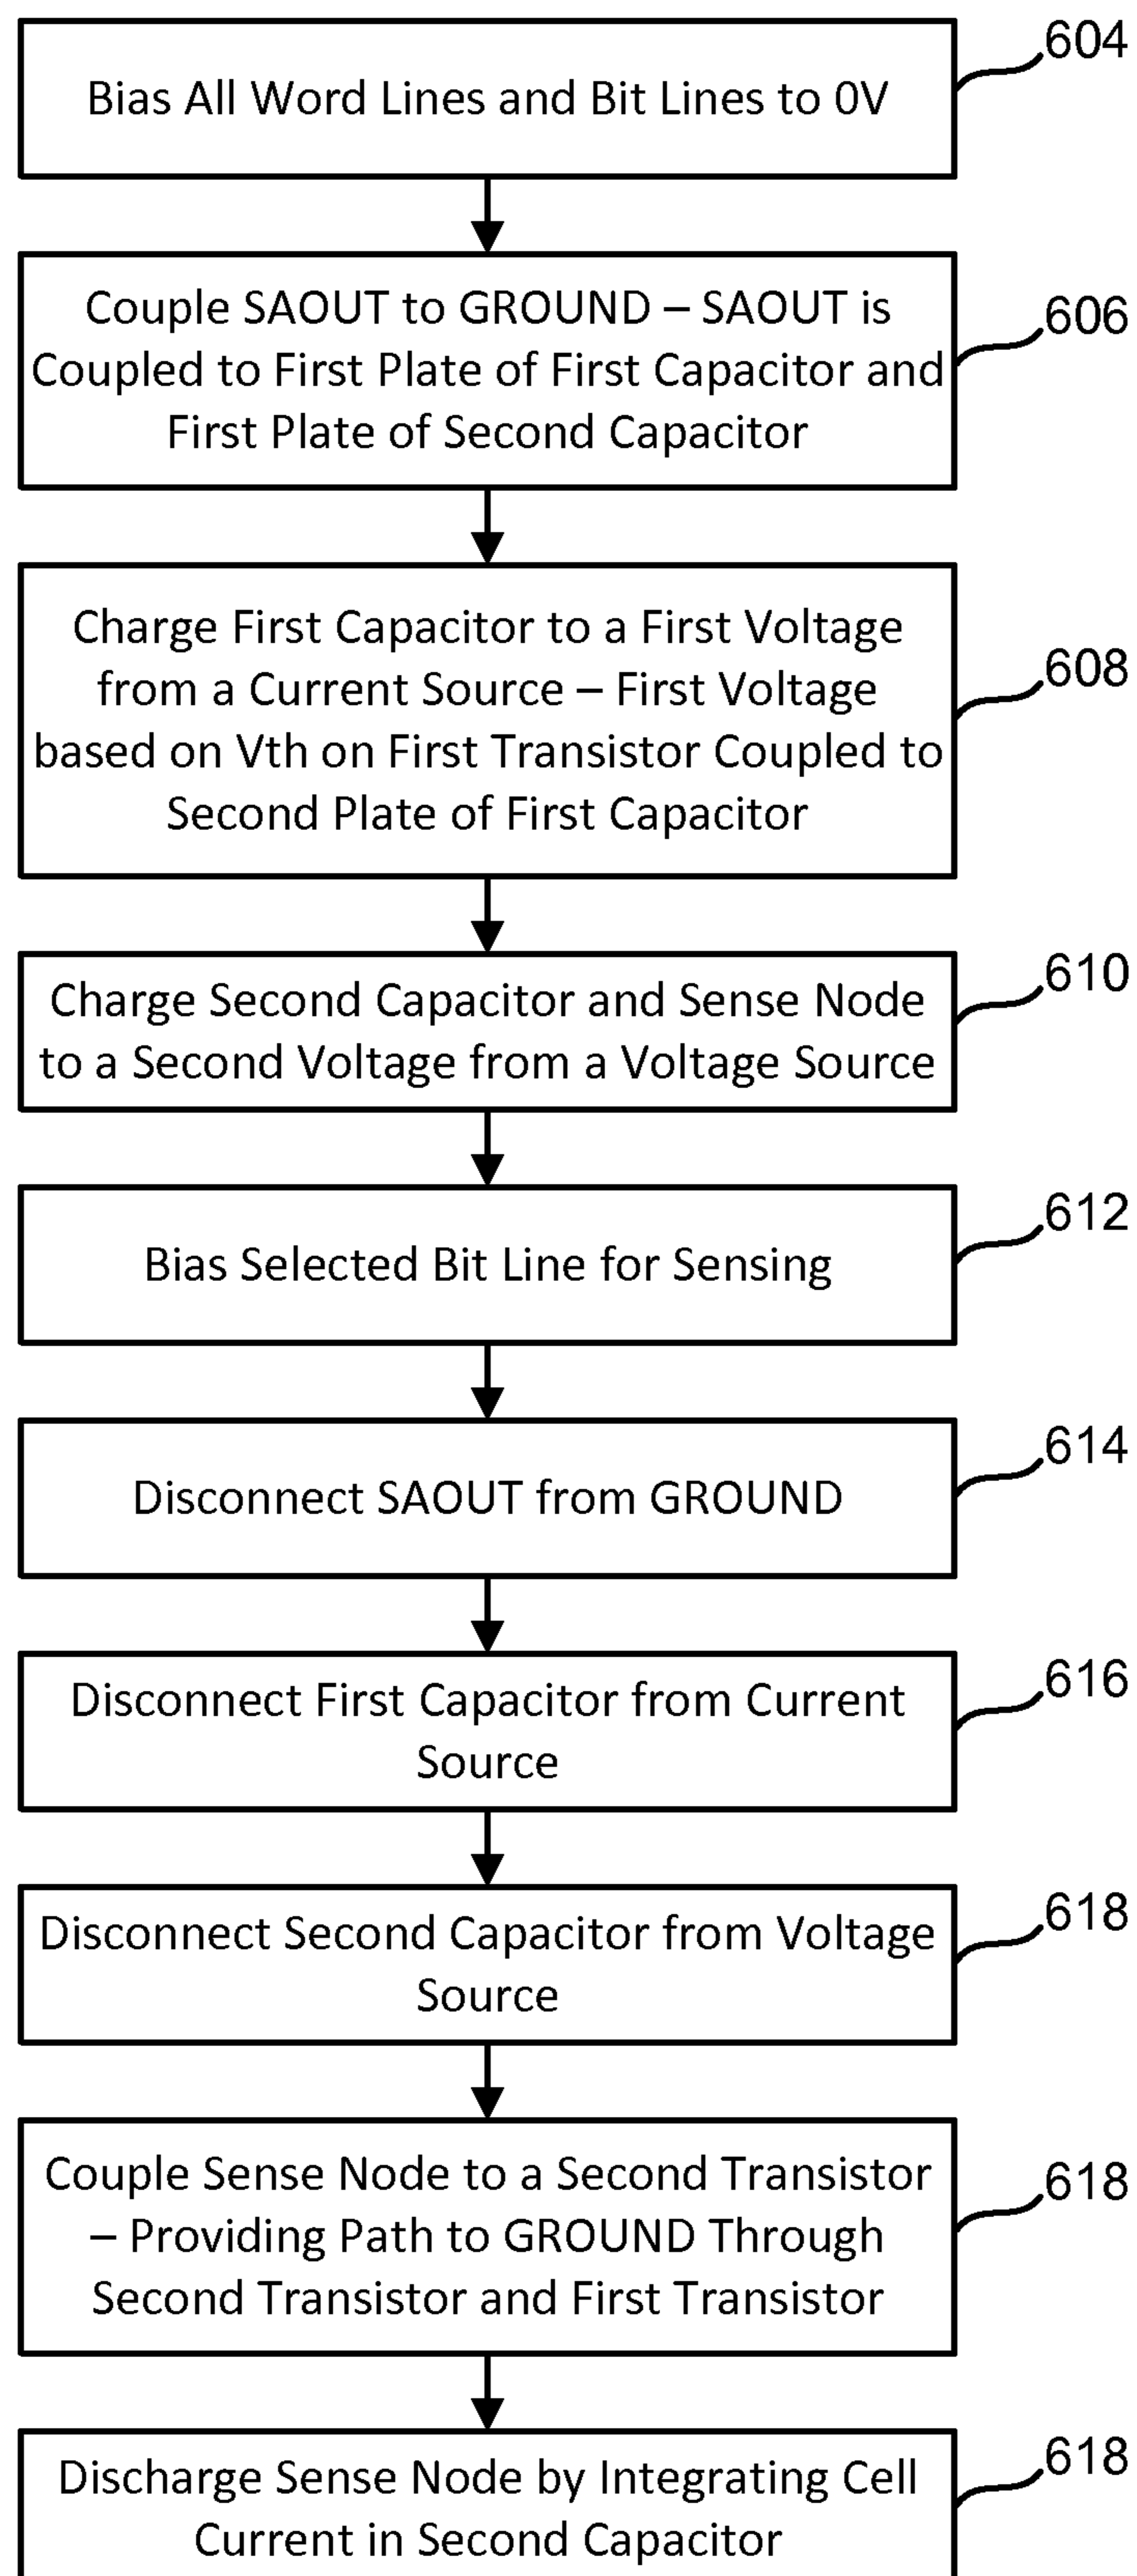 604
Bias All Word Lines and Bit Lines to 0V
Couple SAOUT to GROUND – SAOUT is
606
Coupled to First Plate of First Capacitor and
First Plate of Second Capacitor
Charge First Capacitor to a First Voltage
608
from a Current Source – First Voltage
based on Vth on First Transistor Coupled to
Second Plate of First Capacitor
610
Charge Second Capacitor and Sense Node
to a Second Voltage from a Voltage Source
612
Bias Selected Bit Line for Sensing
614
Disconnect SAOUT from GROUND
616
Disconnect First Capacitor from Current
Source
618
Disconnect Second Capacitor from Voltage
Source
Couple Sense Node to a Second Transistor
618
– Providing Path to GROUND Through
Second Transistor and First Transistor
618
Discharge Sense Node by Integrating Cell
Current in Second Capacitor